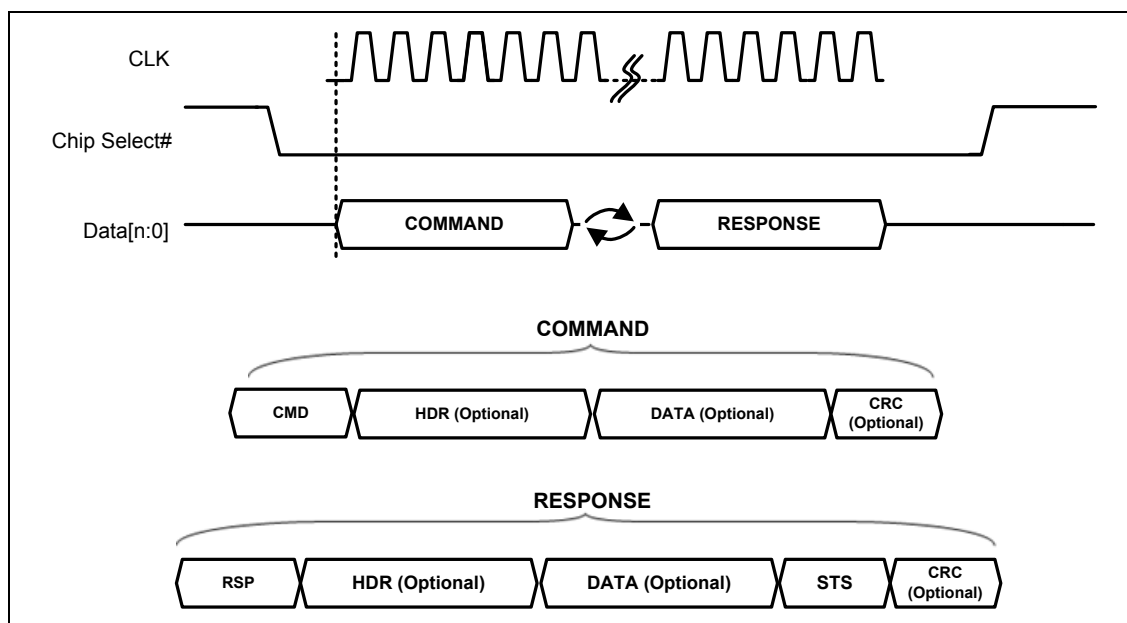 CLK
Chip Select#
Data[n:0]
COMMAND
RESPONSE
COMMAND
CMD
HDR (Optional)
DATA (Optional)
CRC
(Optional)
RESPONSE
RSP
HDR (Optional)
DATA (Optional)
STS
CRC
(Optional)